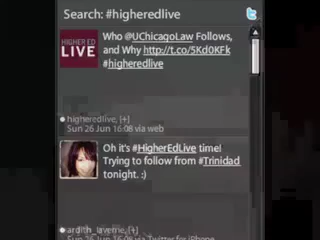 Search: #higheredlive
HIGHER ED
LIVE
Who @UChicagoLaw Follows,
and Why http://t.co/5Kd0KFk
#higheredlive
higheredlive, [+]
Sun 26 Jun 16:08 via web
Oh it's #HigherEdLive time!
Trying to follow from #Trinidad
tonight. :)
ardith_laverne, [+]
Sun 26 Jun 16:08 via Twitter for iPhone